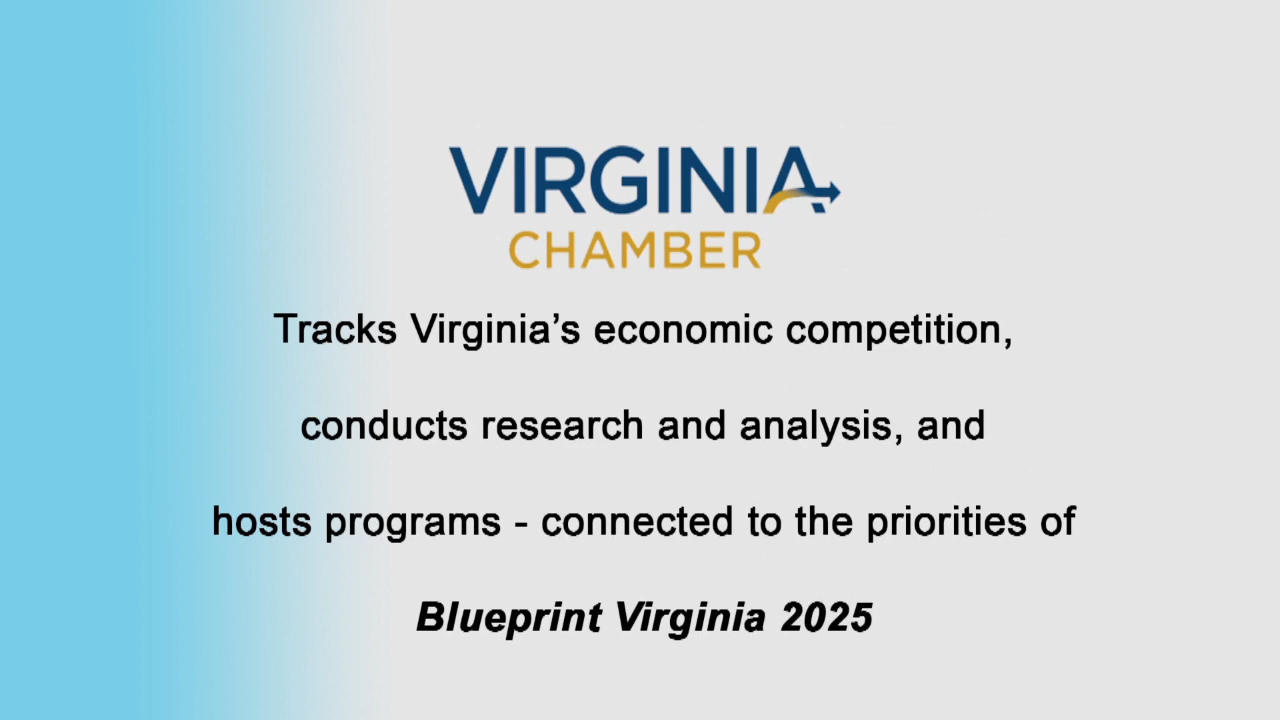 VIRGINIA
CHAMBER
Tracks Virginia’s economic competition,
conducts research and analysis, and
hosts programs - connected to the priorities of
Blueprint Virginia 2025